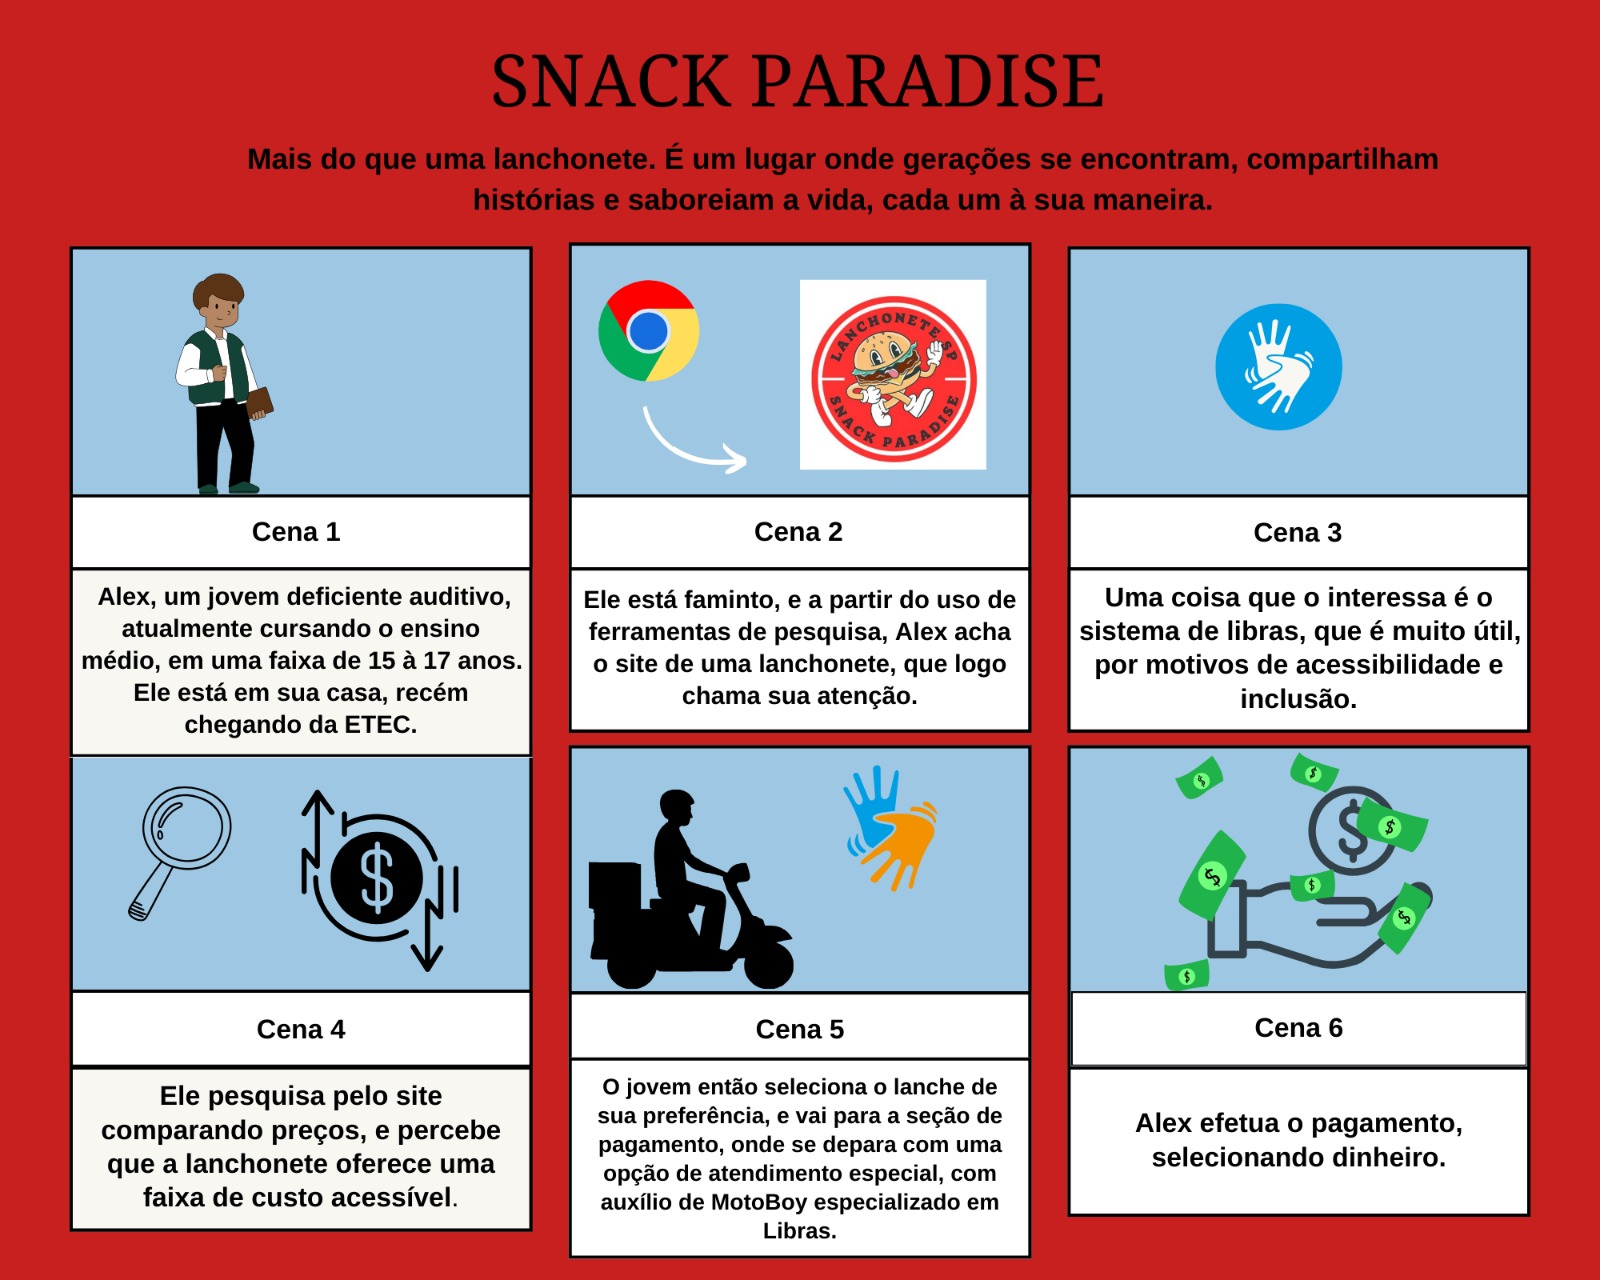 SNACK PARADISE
Mais do que uma lanchonete. É um lugar onde gerações se encontram, compartilham
histórias e saboreiam a vida, cada um à sua maneira.
LANCHONETE SP
SNACK PARADISE
Cena 1
Alex, um jovem deficiente auditivo,
atualmente cursando o ensino
médio, em uma faixa de 15 à 17 anos.
Ele está em sua casa, recém
chegando da ETEC.
Cena 2
Ele está faminto, e a partir do uso de
ferramentas de pesquisa, Alex acha
o site de uma lanchonete, que logo
chama sua atenção.
Cena 3
Uma coisa que o interessa é o
sistema de libras, que é muito útil,
por motivos de acessibilidade e
inclusão.
$
Cena 4
Ele pesquisa pelo site
comparando preços, e percebe
que a lanchonete oferece uma
faixa de custo acessível.
Cena 5
O jovem então seleciona o lanche de
sua preferência, e vai para a seção de
pagamento, onde se depara com uma
opção de atendimento especial, com
auxílio de MotoBoy especializado em
Libras.
$
$
$
$
$
$
$
$
Cena 6
Alex efetua o pagamento,
selecionando dinheiro.